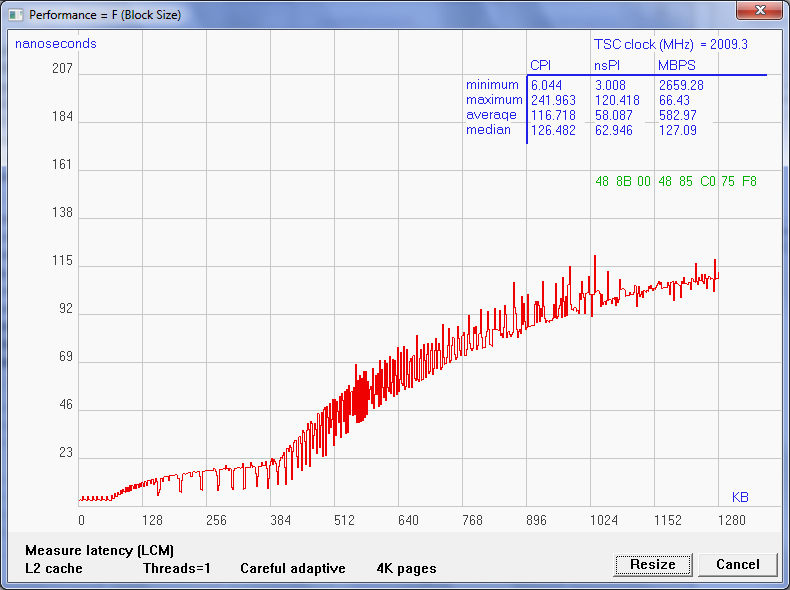 Performance = F (Block Size)
nanoseconds
TSC clock (MHz) = 2009.3
CPI nsPI MBPS
minimum 6.044 3.008 2659.28
maximum 241.963 120.418 66.43
average 116.718 58.087 582.97
median 126.482 62.946 127.09
48 8B 00 48 85 C0 75 F8
207
184
161
138
115
92
69
46
23
KB
0 128 256 384 512 640 768 896 1024 1152 1280
Measure latency (LCM)
L2 cache Threads=1 Careful adaptive 4K pages
Resize Cancel